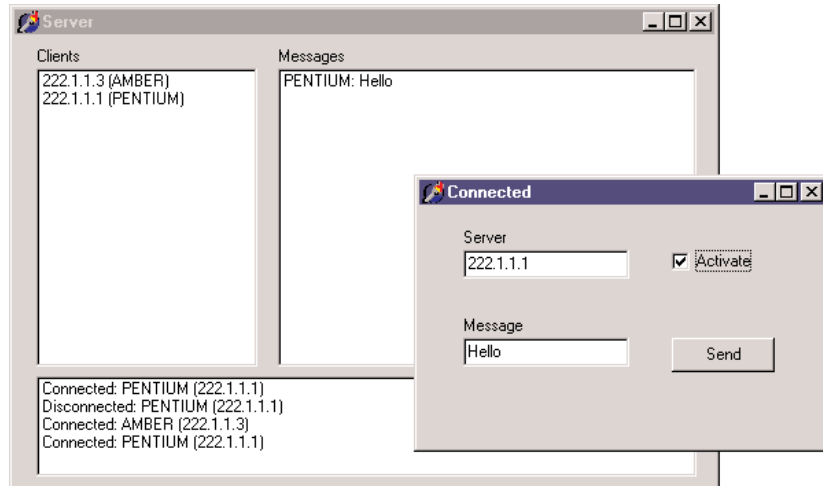 Server
Clients
Messages
222.1.1.3 (AMBER)
222.1.1.1 (PENTIUM)
PENTIUM: Hello
Connected: PENTIUM (222.1.1.1)
Disconnected: PENTIUM (222.1.1.1)
Connected: AMBER (222.1.1.3)
Connected: PENTIUM (222.1.1.1)
Connected
Server
222.1.1.1
Activate
Message
Hello
Send